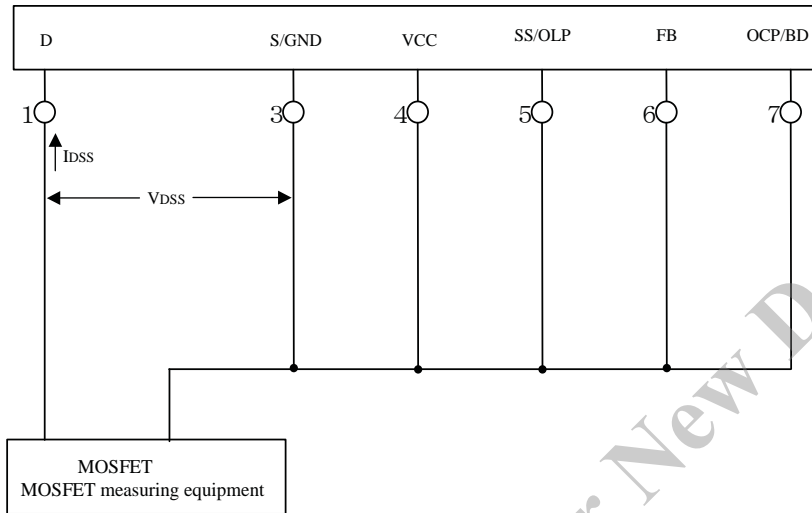 D S/GND VCC SS/OLP FB OCP/BD
1 3 4 5 6 7
IDSS
VDSS
MOSFET
MOSFET measuring equipment
r New D